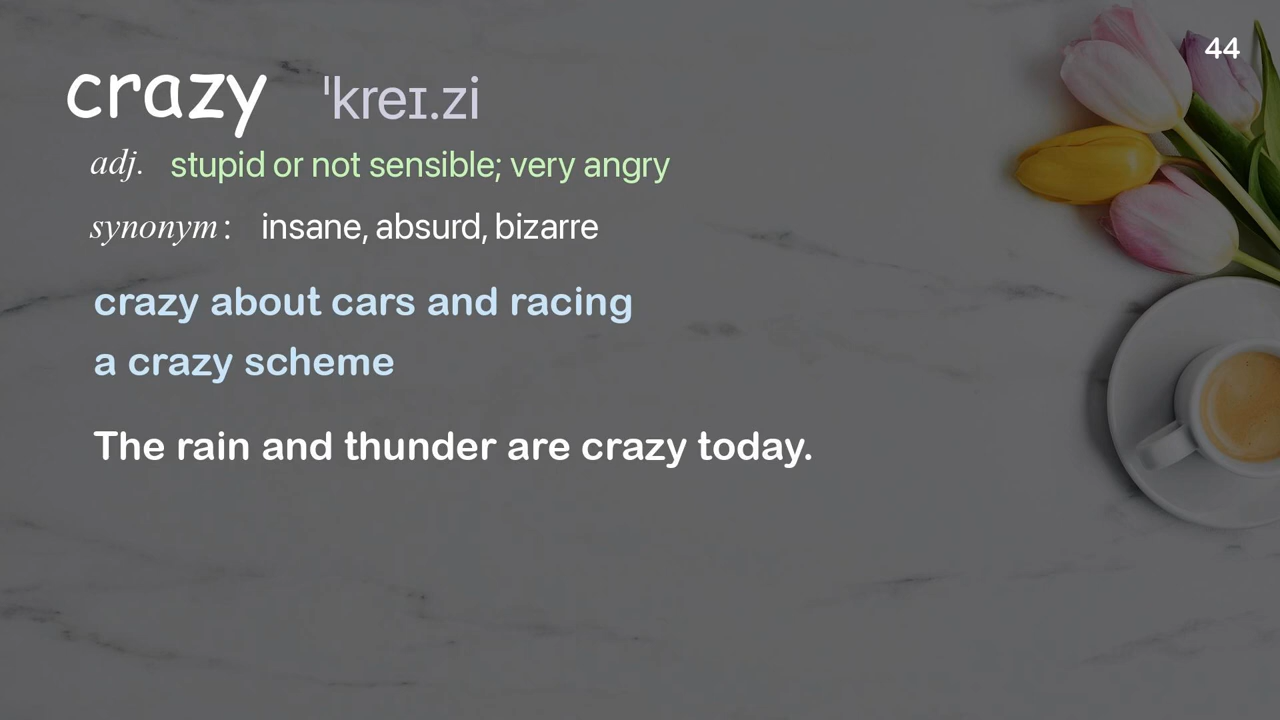 44
crazy ˈkreɪ.zi
adj. stupid or not sensible; very angry
synonym: insane, absurd, bizarre
crazy about cars and racing
a crazy scheme
The rain and thunder are crazy today.